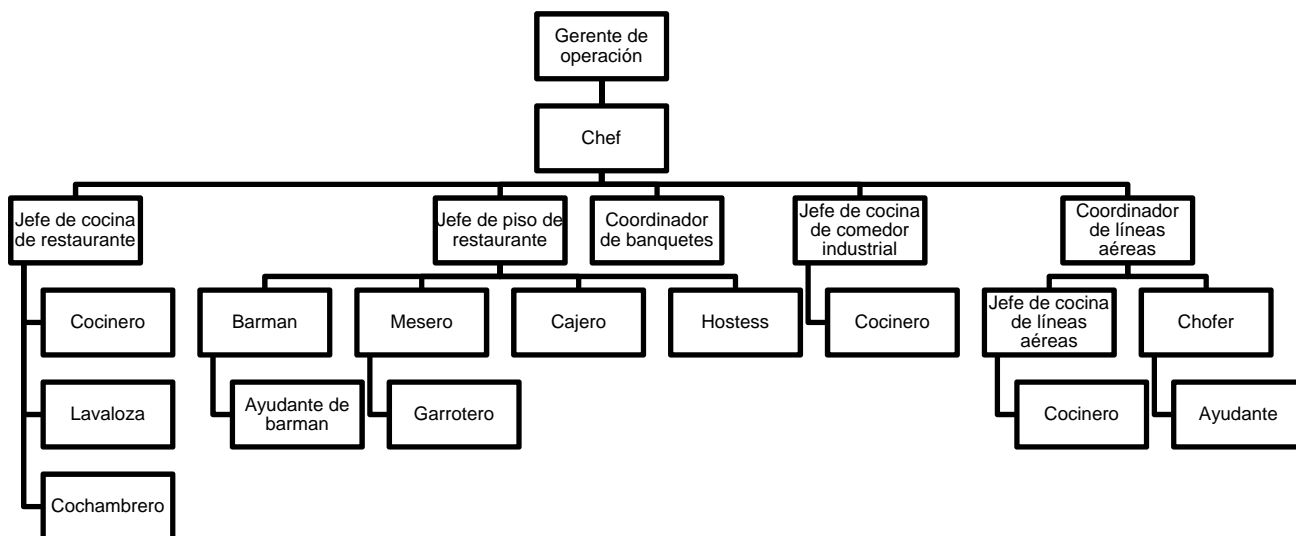 Gerente de
operación
Chef
Jefe de cocina
de restaurante
Jefe de piso de
restaurante
Coordinador
de banquetes
Jefe de cocina
de comedor
industrial
Coordinador
de líneas
aéreas
Cocinero
Barman
Mesero
Cajero
Hostess
Cocinero
Jefe de cocina
de líneas
aéreas
Chofer
Lavaloza
Ayudante de
barman
Garrotero
Cocinero
Ayudante
Cochambrero